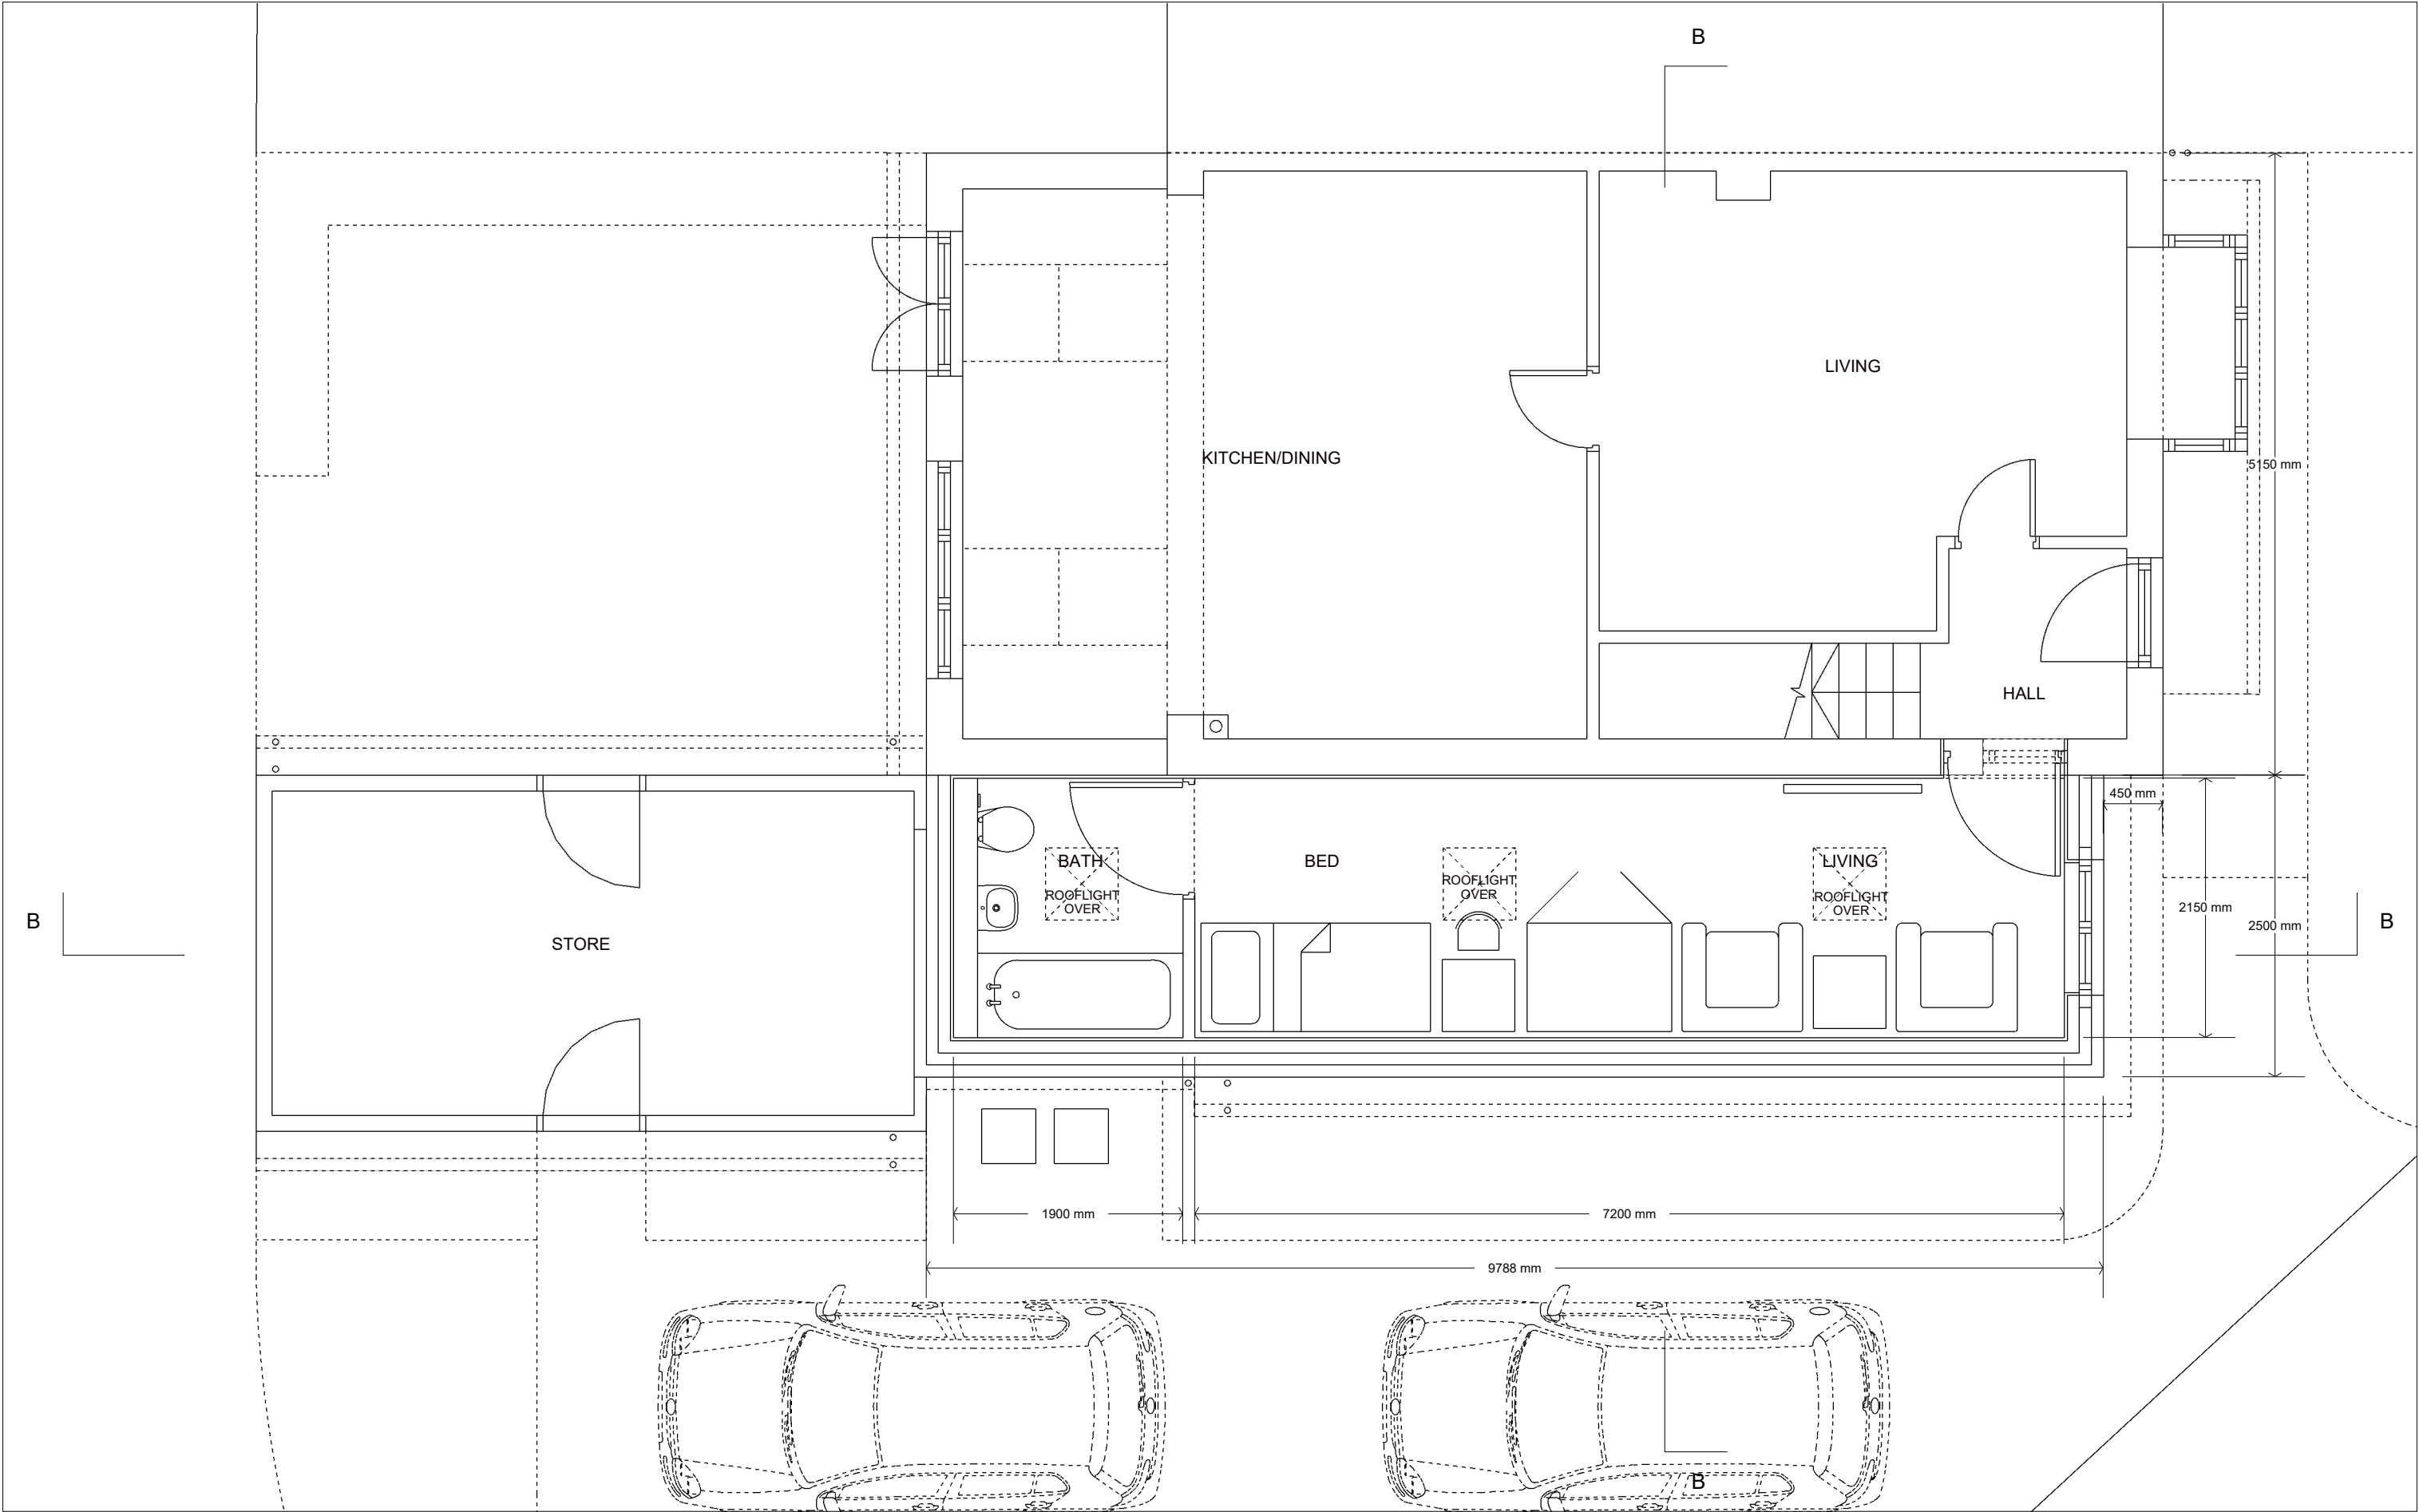 B
LIVING
KITCHEN/DINING
5150 mm
HALL
450 mm
BATH
ROOFLIGHT
OVER
BED
ROOFLIGHT
OVER
LIVING
ROOFLIGHT
OVER
2150 mm
2500 mm
B
B
STORE
1900 mm
7200 mm
9788 mm
B